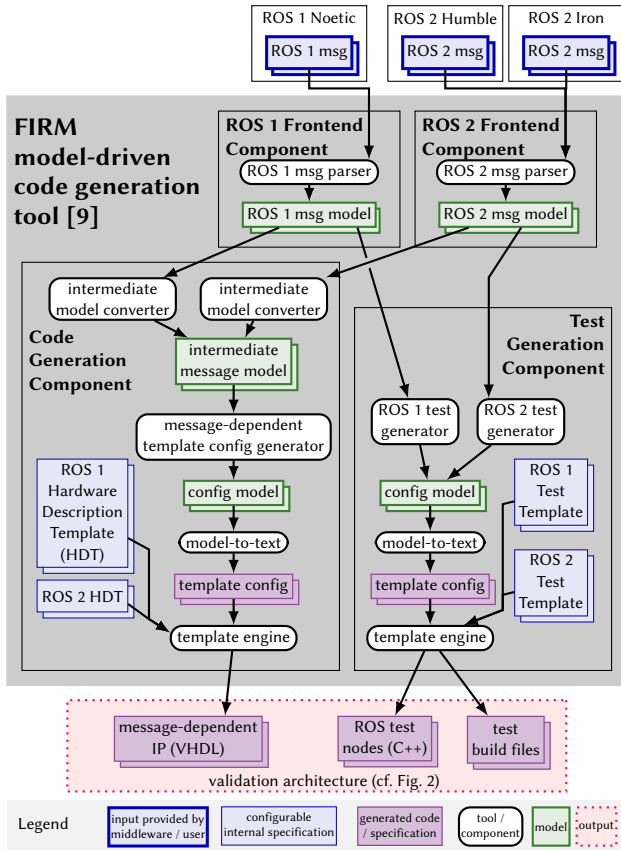 ROS 1 Noetic
ROS 2 Humble
ROS 2 Iron
ROS 1 msg
ROS 2 msg
ROS 2 msg
FIRM
model-driven
code generation
tool [9]
ROS 1 Frontend
Component
ROS 2 Frontend
Component
ROS 1 msg parser
ROS 2 msg parser
ROS 1 msg model
ROS 2 msg model
intermediate
model converter
intermediate
model converter
Code
Generation
Component
intermediate
message model
Test
Generation
Component
message-dependent
template config generator
ROS 1 test
generator
ROS 2 test
generator
ROS 1
Hardware
Description
Template
(HDT)
config model
config model
ROS 1
Test
Template
model-to-text
model-to-text
ROS 2 HDT
template config
template config
ROS 2
Test
Template
template engine
template engine
message-dependent
IP (VHDL)
ROS test
nodes (C++)
test
build files
validation architecture (cf. Fig. 2)
Legend
input provided by
middleware / user
configurable
internal specification
generated code
/ specification
tool /
component
model
output